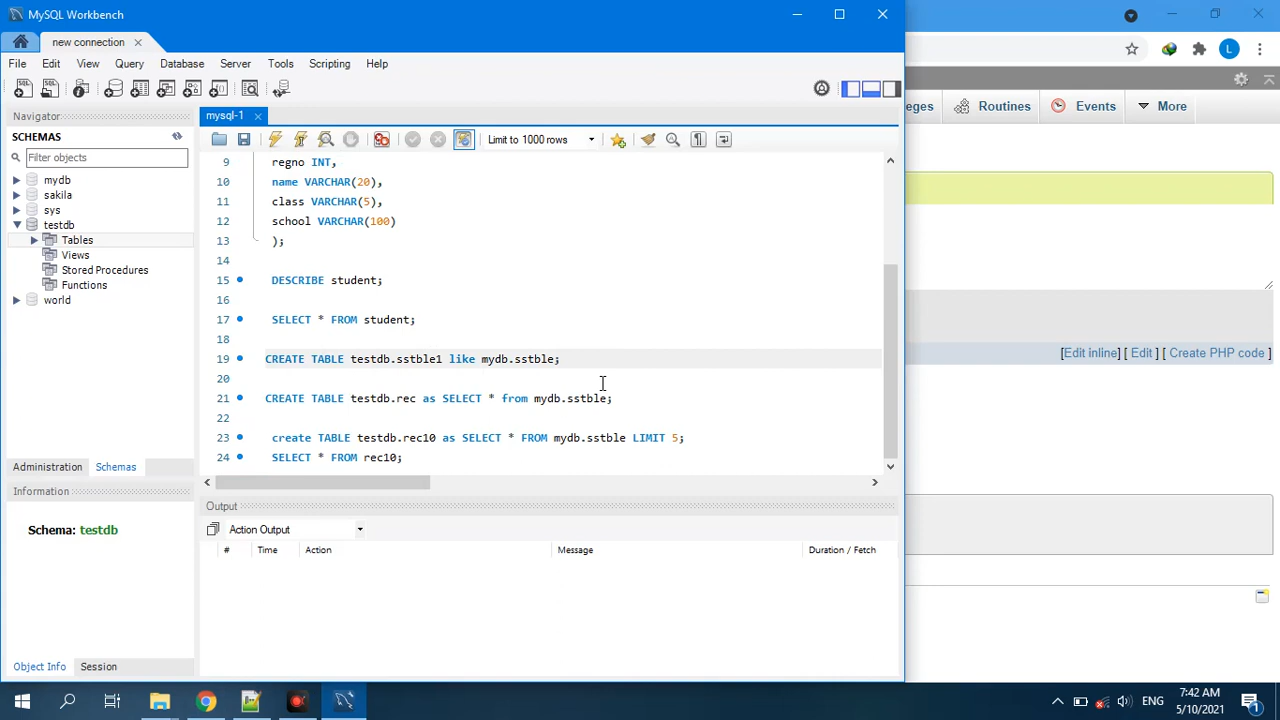 MySQL Workbench
new connection
File Edit View Query Database Server Tools Scripting Help
L
eges Routines Events More
Navigator
mysql-1
SCHEMAS
Limit to 1000 rows
Filter objects
mydb
sakila
sys
testdb
Tables
Views
Stored Procedures
Functions
world
9 regno INT,
10 name VARCHAR(20),
11 class VARCHAR(5),
12 school VARCHAR(100)
13 );
14
15 DESCRIBE student;
16
17 SELECT * FROM student;
18
19 CREATE TABLE testdb.sstble1 like mydb.sstble;
20
21 CREATE TABLE testdb.rec as SELECT * from mydb.sstble;
22
23 create TABLE testdb.rec10 as SELECT * FROM mydb.sstble LIMIT 5;
24 SELECT * FROM rec10;
[Edit inline] [ Edit ] [ Create PHP code ]
Administration Schemas
Information
Schema: testdb
Object Info Session
Output
Action Output
# Time Action Message Duration / Fetch
ENG
7:42 AM
5/10/2021
1